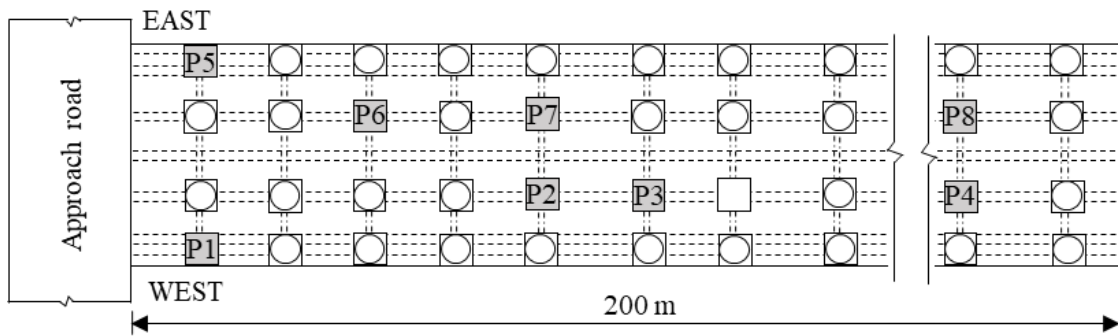 EAST
Approach road
P5
P6
P7
P8
P2
P3
P4
P1
WEST
200 m